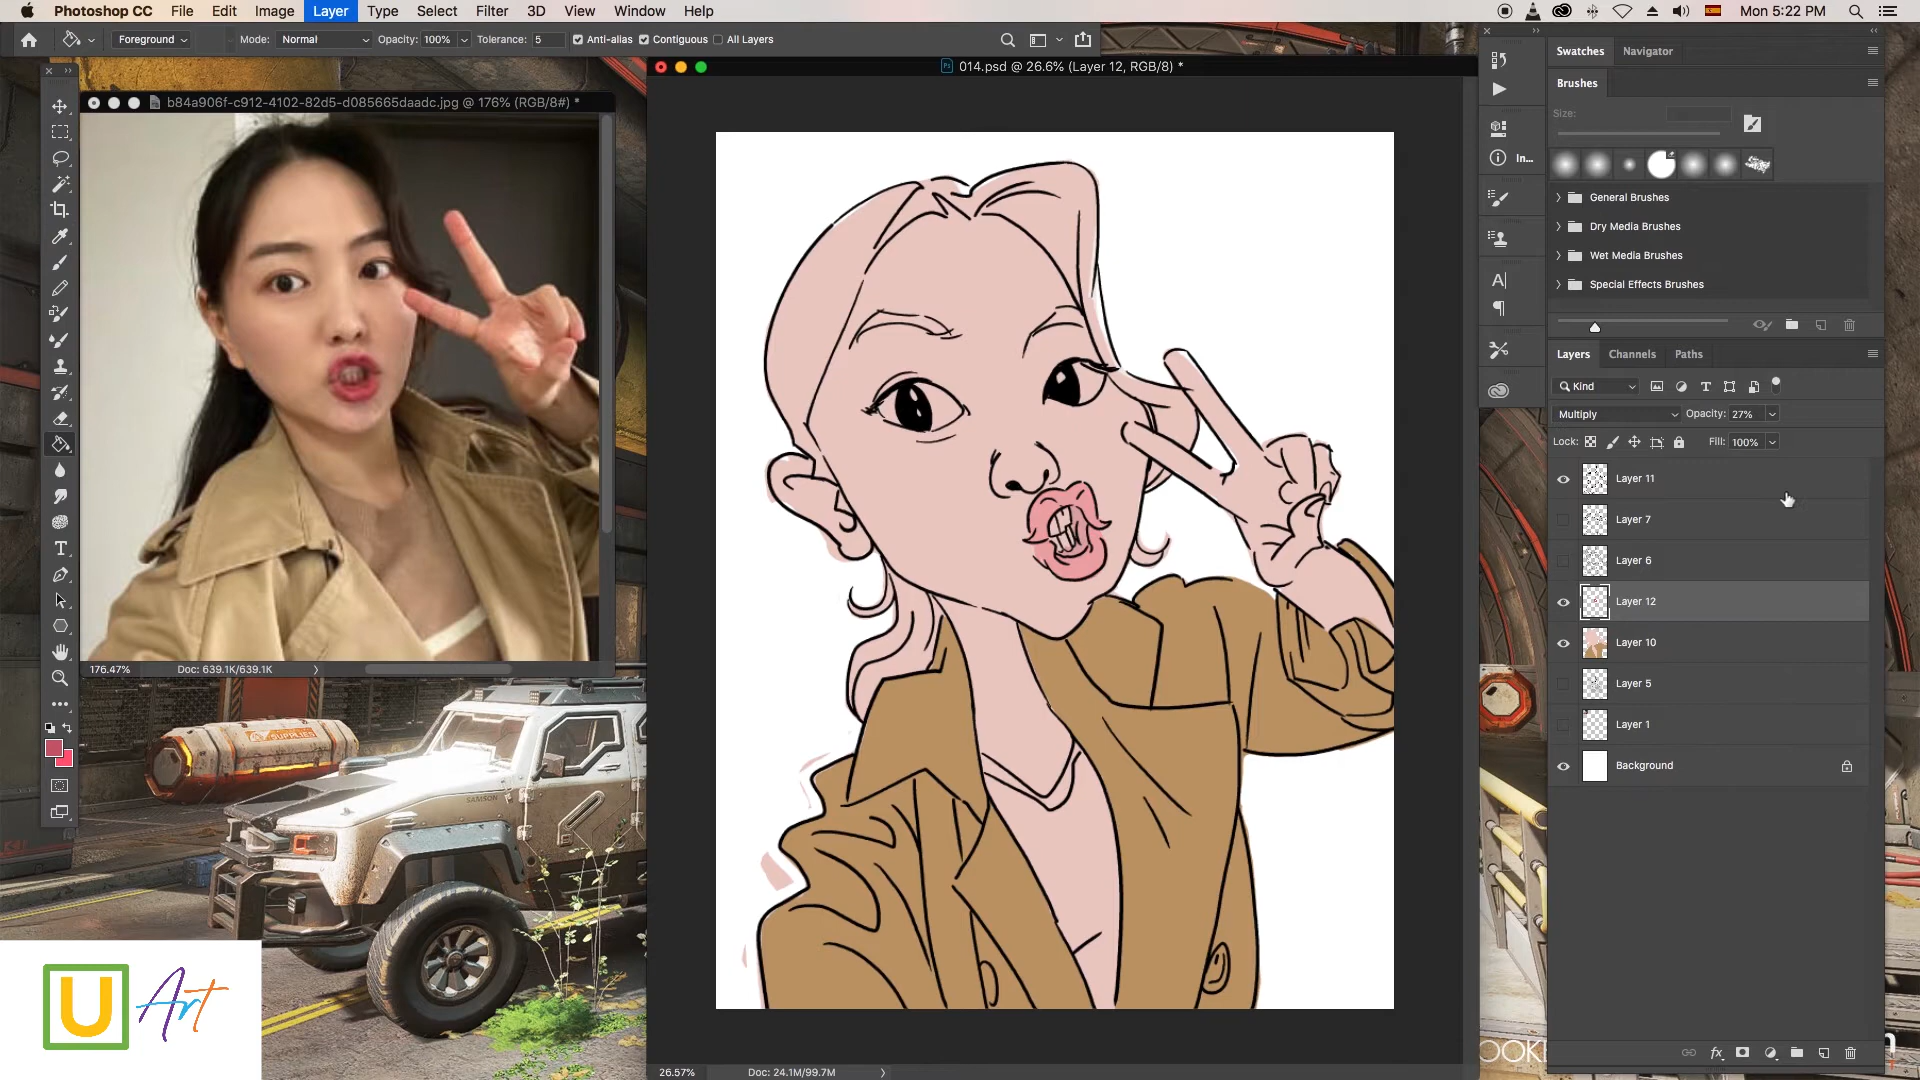 Photoshop CC File Edit Image Layer Type Select Filter 3D View Window Help Mon 5:22 PM
Foreground Mode: Normal Opacity: 100% Tolerance: 5 Anti-alias Contiguous All Layers
Swatches Navigator
014.psd @ 26.6% (Layer 12, RGB/8) *
Brushes
b84a906f-c912-4102-82d5-d085665daadc.jpg @ 176% (RGB/8#) *
Size:
In...
General Brushes
Dry Media Brushes
Wet Media Brushes
Special Effects Brushes
Layers Channels Paths
Kind
Multiply Opacity: 27%
Lock: Fill: 100%
Layer 11
Layer 7
Layer 6
Layer 12
Layer 10
Layer 5
Layer 1
Background
176.47% Doc: 639.1K/639.1K
SUPPLIES
SAMSON
U Art
26.57% Doc: 24.1M/99.7M